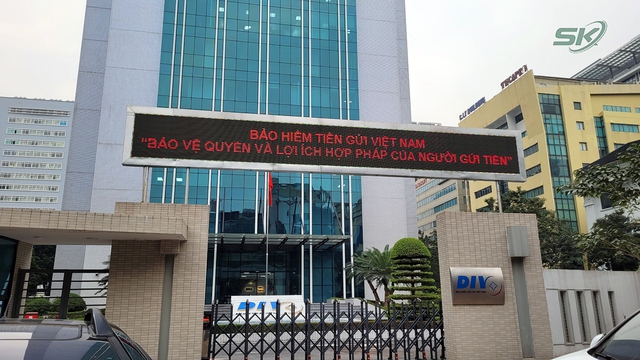 SK
BẢO HIỂM TIỀN GỬI VIỆT NAM
"BẢO VỆ QUYỀN VÀ LỢI ÍCH HỢP PHÁP CỦA NGƯỜI GỬI TIỀN"
DIV
DIV